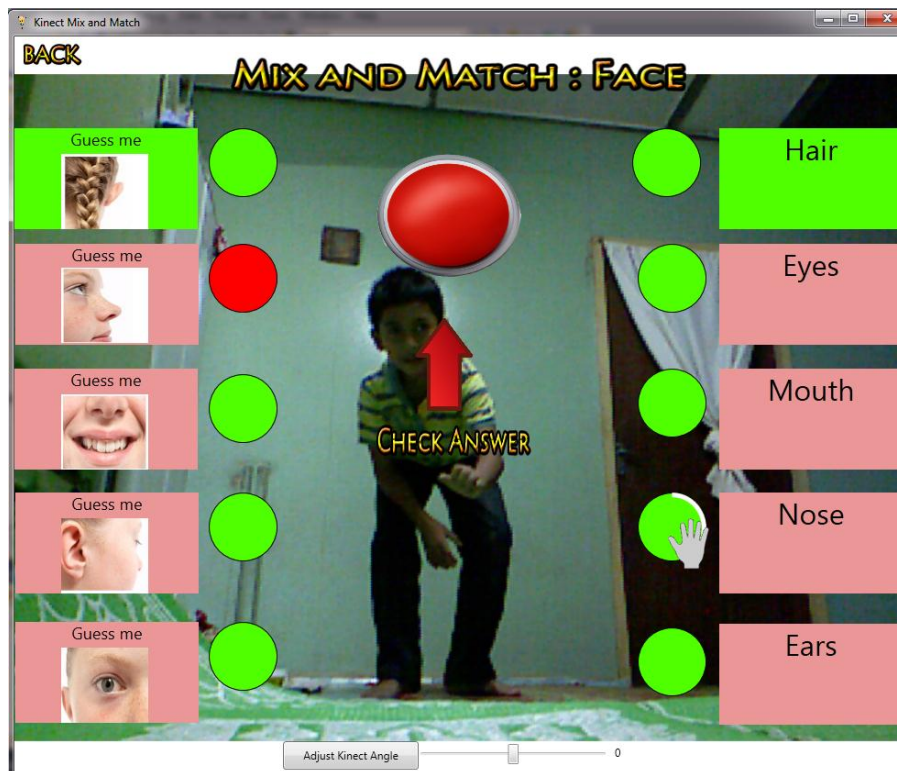 Kinect Mix and Match
BACK
MIX AND MATCH : FACE
Guess me
Hair
Guess me
Eyes
Guess me
Mouth
CHECK ANSWER
Guess me
Nose
Guess me
Ears
Adjust Kinect Angle
0